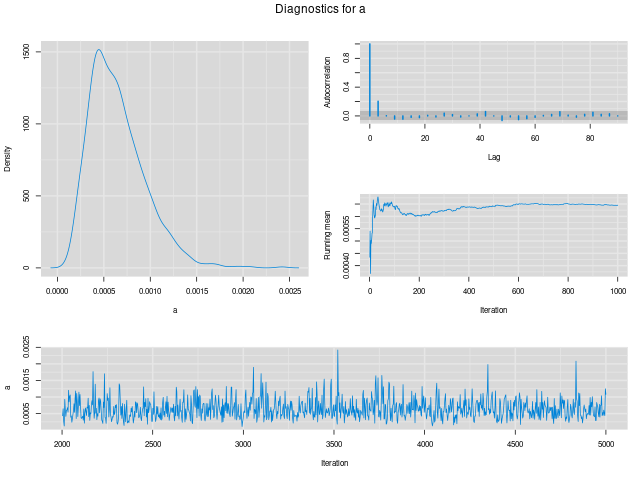 Diagnostics for a
Density
0 500 1000 1500
0.0000 0.0005 0.0010 0.0015 0.0020 0.0025
a
Autocorrelation
0.0 0.4 0.8
0 20 40 60 80
Lag
Running mean
0.00040 0.00055
0 200 400 600 800 1000
Iteration
a
0.0005 0.0015 0.0025
2000 2500 3000 3500 4000 4500 5000
Iteration